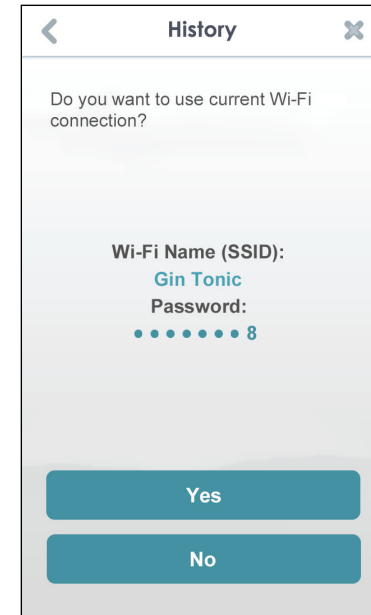 History
Do you want to use current Wi-Fi
connection?
Wi-Fi Name (SSID):
Gin Tonic
Password:
●●●●●●●8
Yes
No